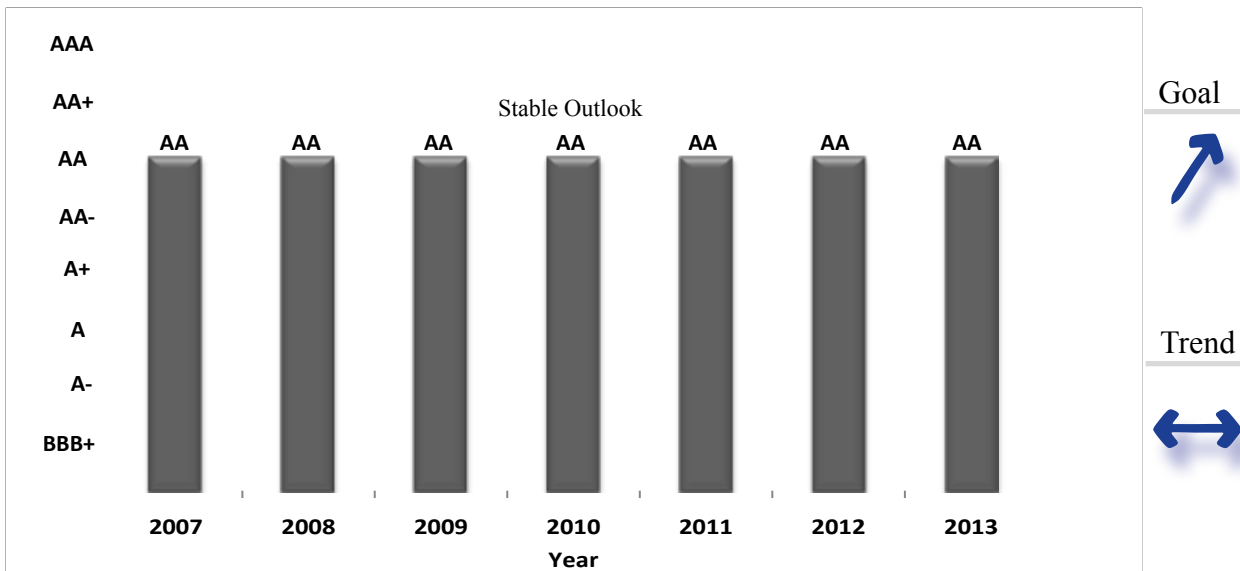 AAA
AA+
AA
AA-
A+
A
A-
BBB+
Stable Outlook
AA AA AA AA AA AA AA
2007 2008 2009 2010 2011 2012 2013
Year
Goal
Trend